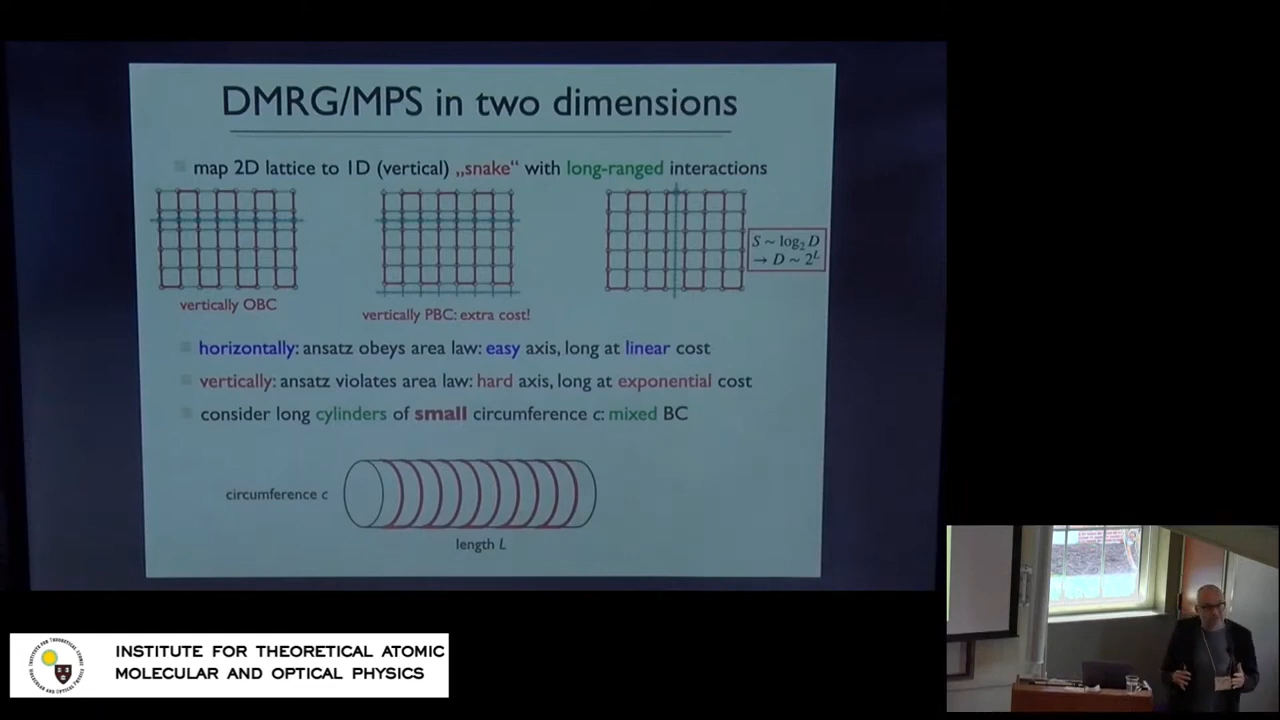 DMRG/MPS in two dimensions
map 2D lattice to 1D (vertical) „snake“ with long-ranged interactions
S ~ log₂ D
→ D ~ 2ᴸ
vertically OBC
vertically PBC: extra cost!
horizontally: ansatz obeys area law: easy axis, long at linear cost
vertically: ansatz violates area law: hard axis, long at exponential cost
consider long cylinders of small circumference c: mixed BC
circumference c
length L
INSTITUTE FOR THEORETICAL ATOMIC
MOLECULAR AND OPTICAL PHYSICS